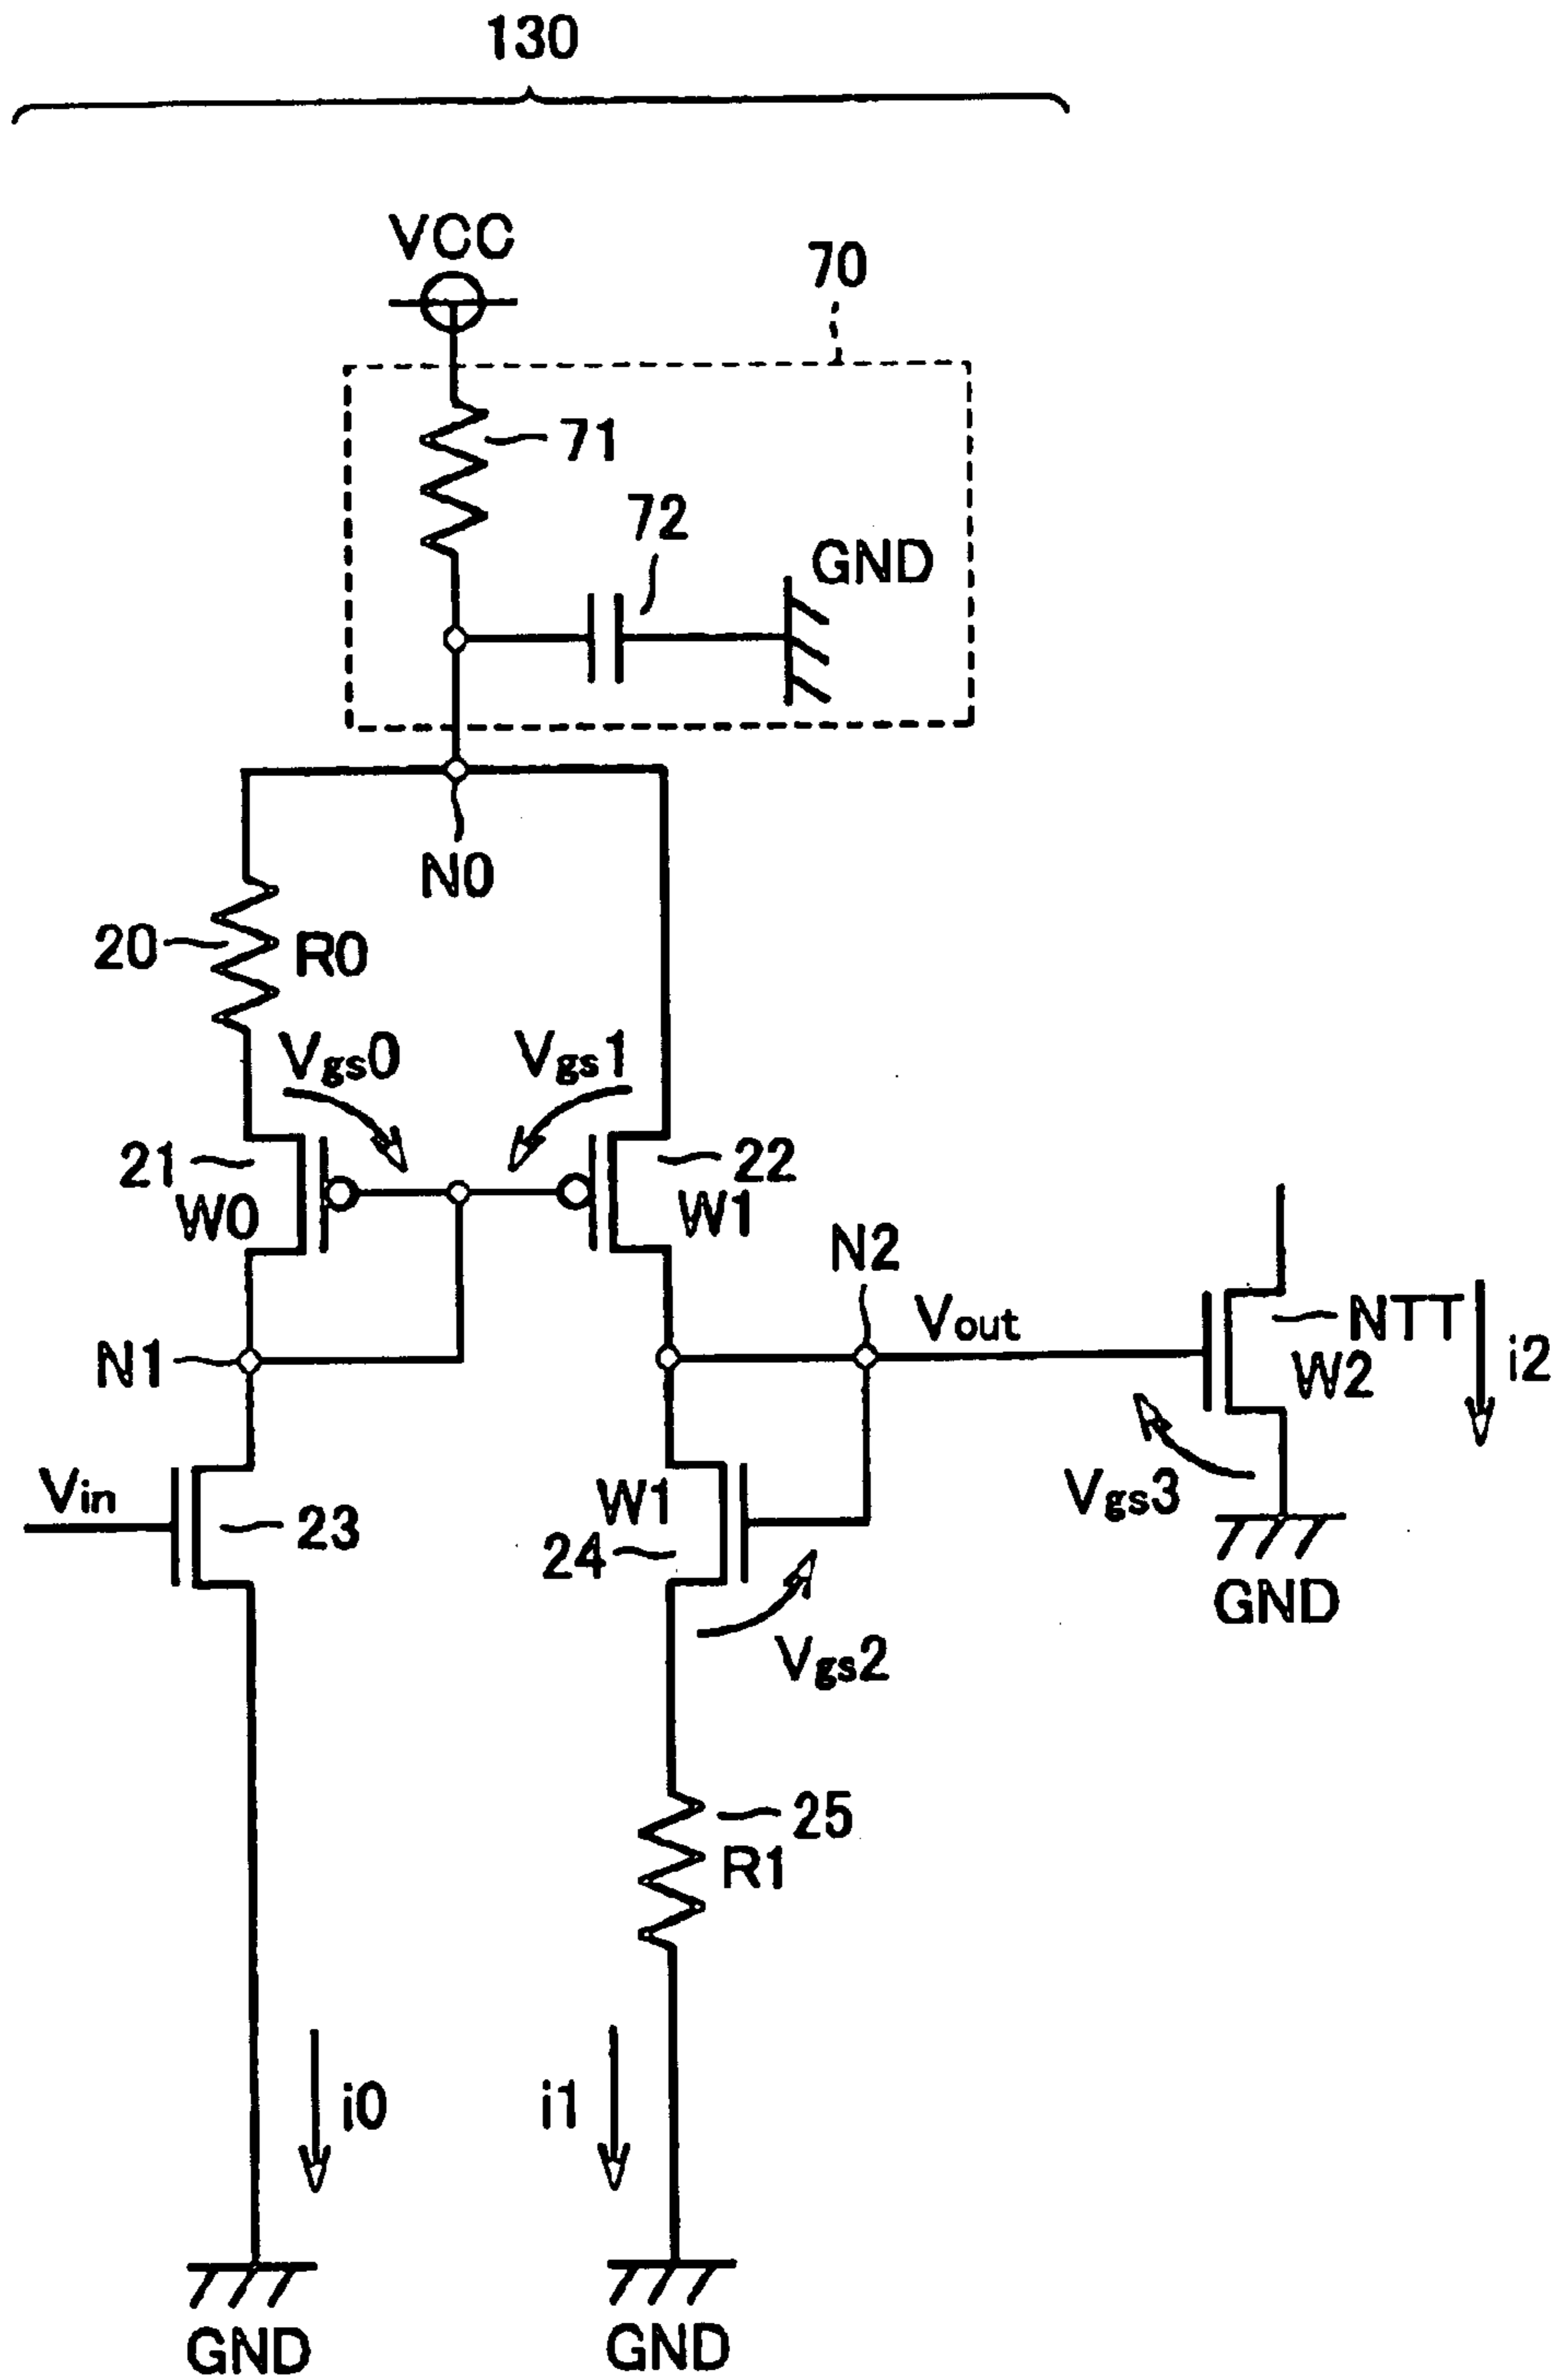 130
VCC
70
71
72
GND
N0
20
R0
Vgs0
Vgs1
21
W0
22
W1
N2
Vout
NTT
W2
i2
N1
Vgs3
Vin
23
W1
24
GND
Vgs2
25
R1
i0
i1
GND
GND